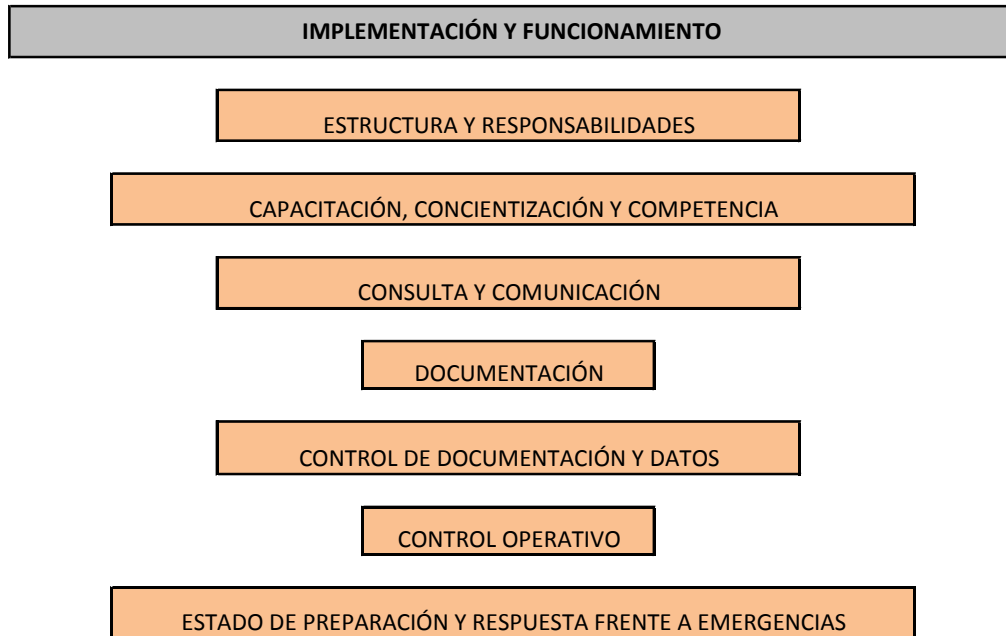 IMPLEMENTACIÓN Y FUNCIONAMIENTO
ESTRUCTURA Y RESPONSABILIDADES
CAPACITACIÓN, CONCIENTIZACIÓN Y COMPETENCIA
CONSULTA Y COMUNICACIÓN
DOCUMENTACIÓN
CONTROL DE DOCUMENTACIÓN Y DATOS
CONTROL OPERATIVO
ESTADO DE PREPARACIÓN Y RESPUESTA FRENTE A EMERGENCIAS